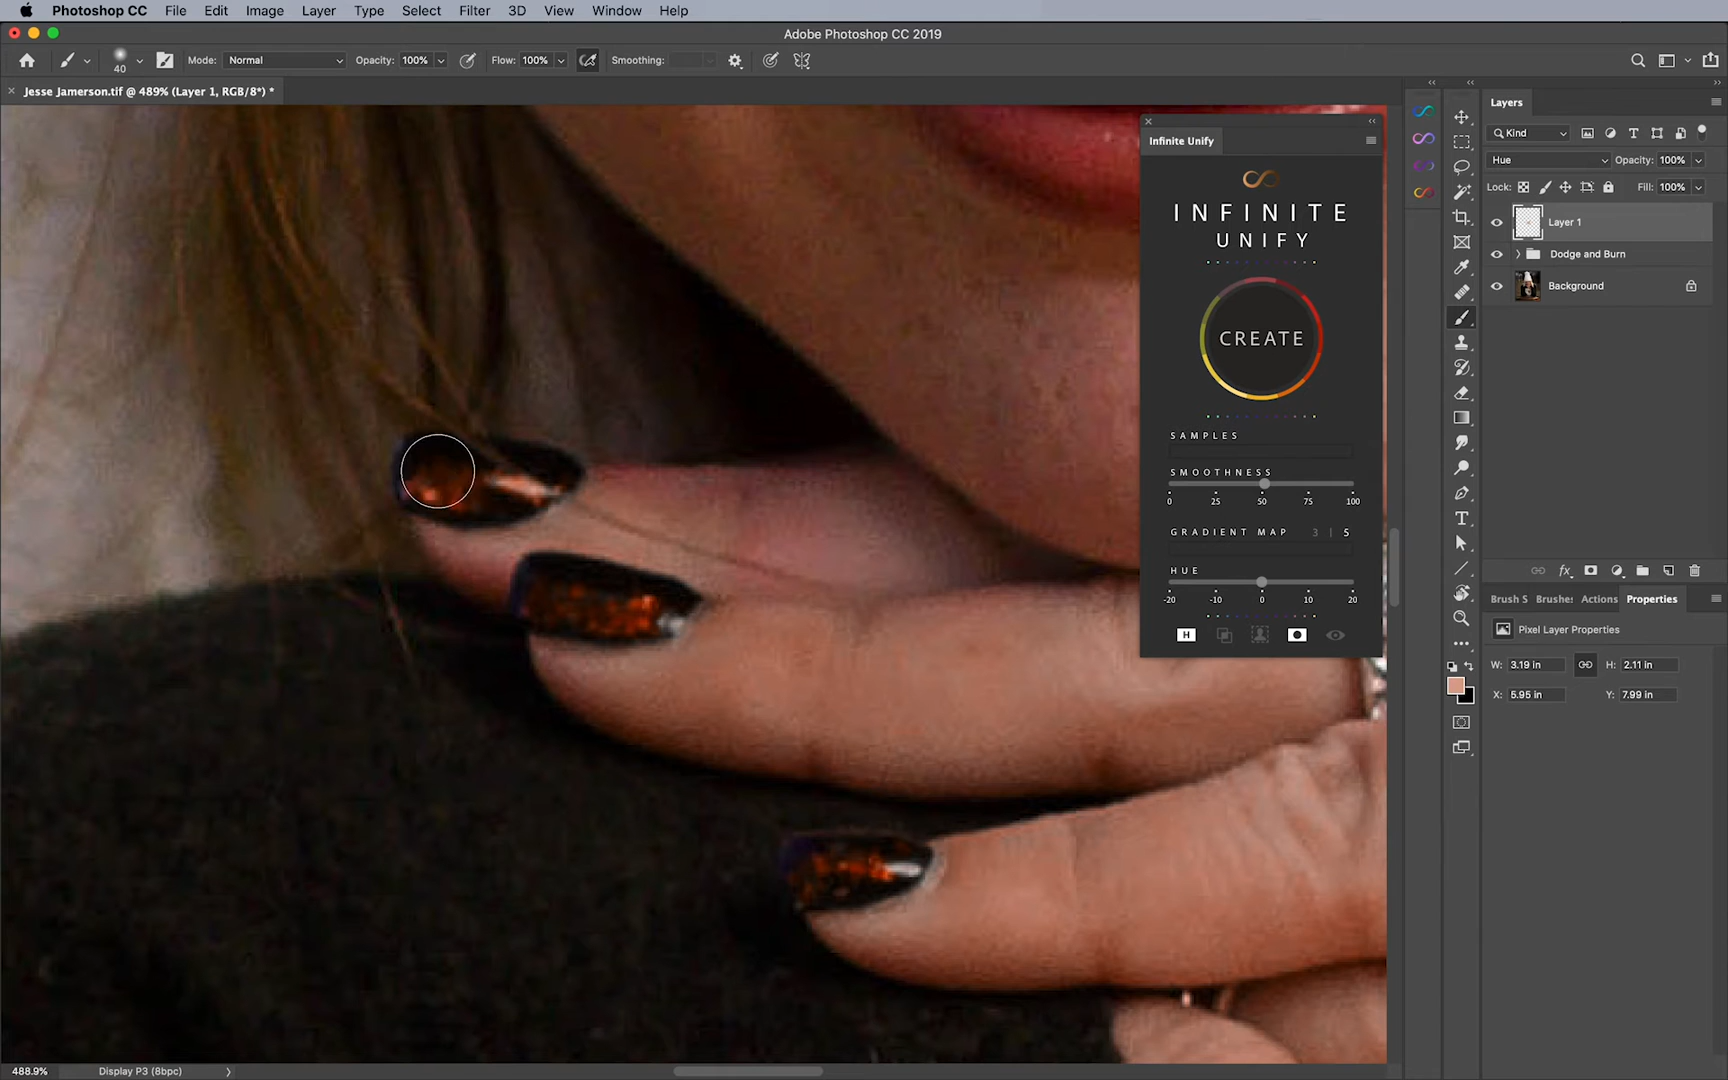 Photoshop CC File Edit Image Layer Type Select Filter 3D View Window Help
Adobe Photoshop CC 2019
40 Mode: Normal Opacity: 100% Flow: 100% Smoothing:
Jesse Jamerson.tif @ 489% (Layer 1, RGB/8*) *
Infinite Unify
INFINITE
UNIFY
CREATE
SAMPLES
SMOOTHNESS
0 25 50 75 100
GRADIENT MAP 3 | 5
HUE
-20 -10 0 10 20
H
Layers
Kind
Hue Opacity: 100%
Lock: Fill: 100%
Layer 1
Dodge and Burn
Background
fx
Brush S Brushe: Actions Properties
Pixel Layer Properties
W: 3.19 in H: 2.11 in
X: 5.95 in Y: 7.99 in
488.9% Display P3 (8bpc)